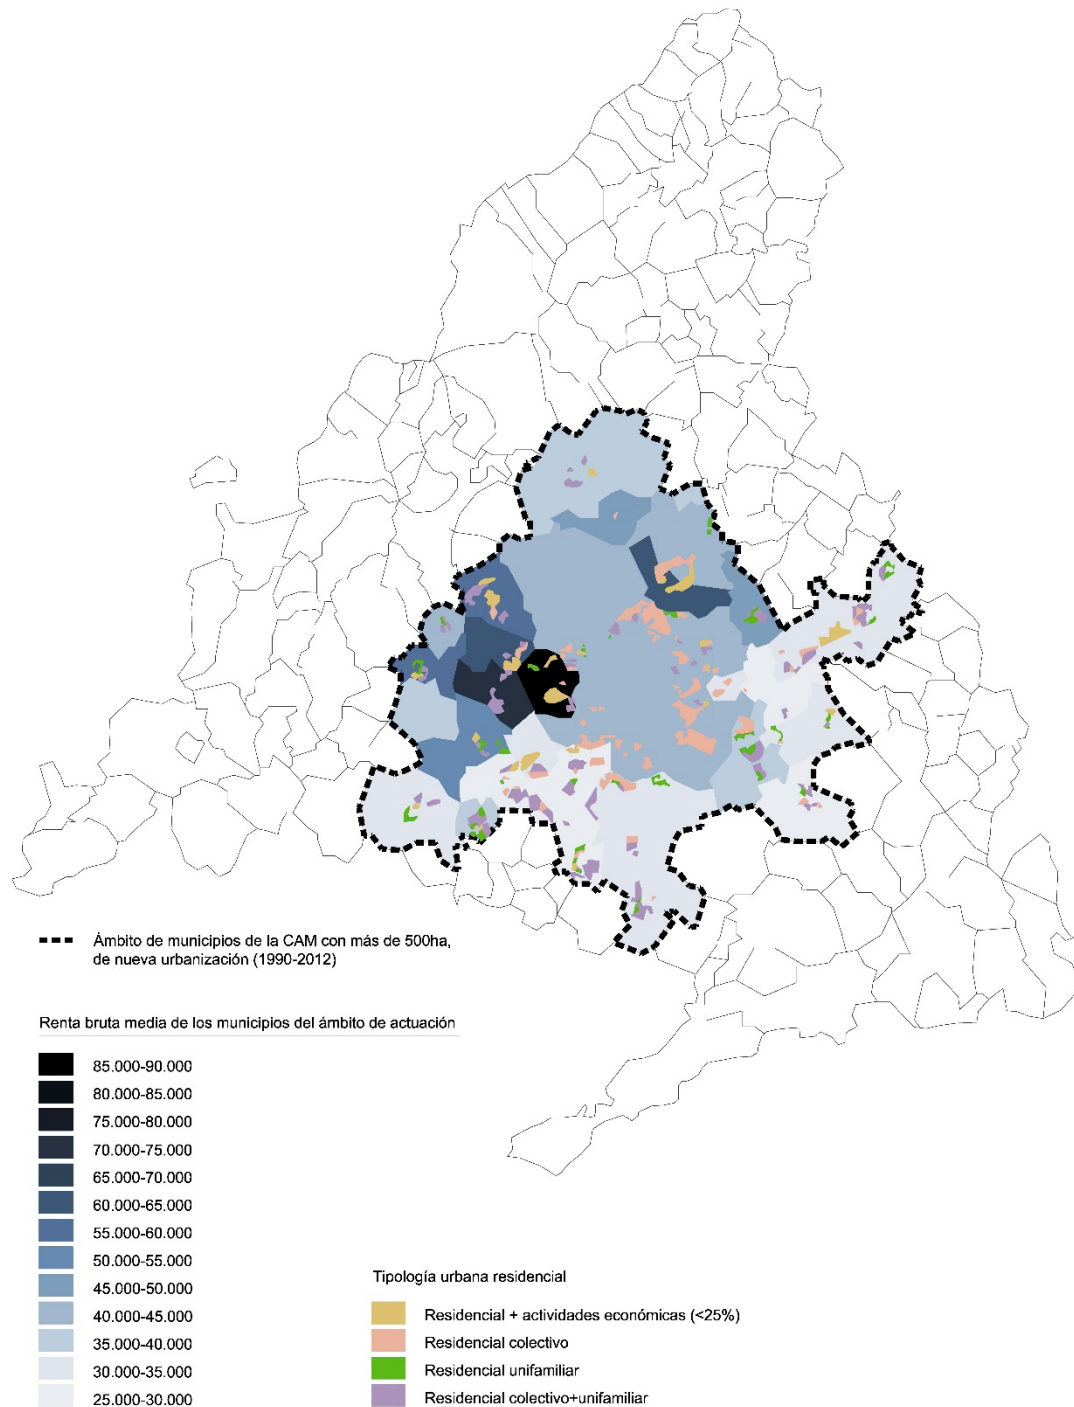 Ámbito de municipios de la CAM con más de 500ha,
de nueva urbanización (1990-2012)
Renta bruta media de los municipios del ámbito de actuación
85.000-90.000
80.000-85.000
75.000-80.000
70.000-75.000
65.000-70.000
60.000-65.000
55.000-60.000
50.000-55.000
45.000-50.000
40.000-45.000
35.000-40.000
30.000-35.000
25.000-30.000
Tipología urbana residencial
Residencial + actividades económicas (<25%)
Residencial colectivo
Residencial unifamiliar
Residencial colectivo+unifamiliar